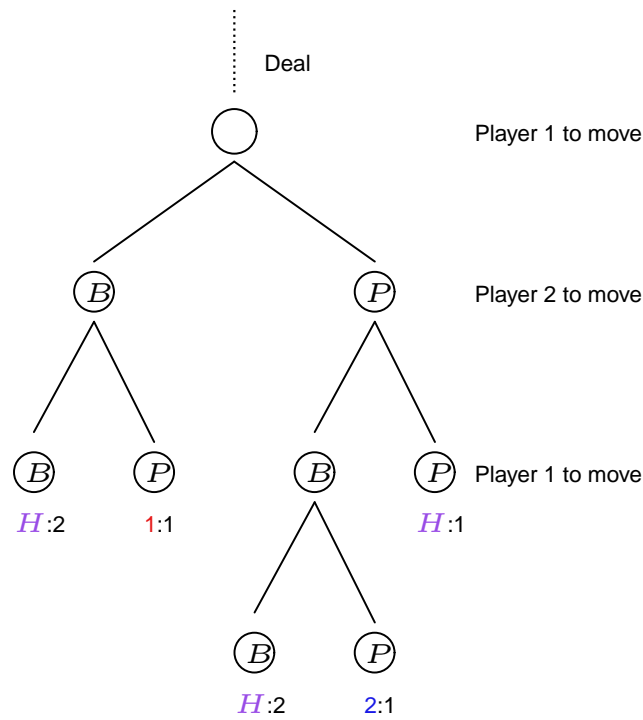 Deal
Player 1 to move
B P Player 2 to move
B P B P Player 1 to move
H:2 1:1 H:1
B P
H:2 2:1